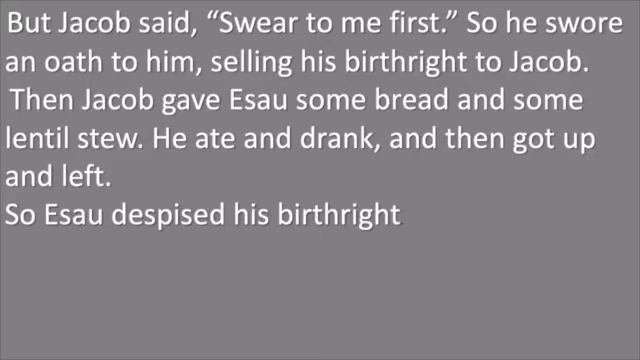 But Jacob said, “Swear to me first.” So he swore
an oath to him, selling his birthright to Jacob.
Then Jacob gave Esau some bread and some
lentil stew. He ate and drank, and then got up
and left.
So Esau despised his birthright